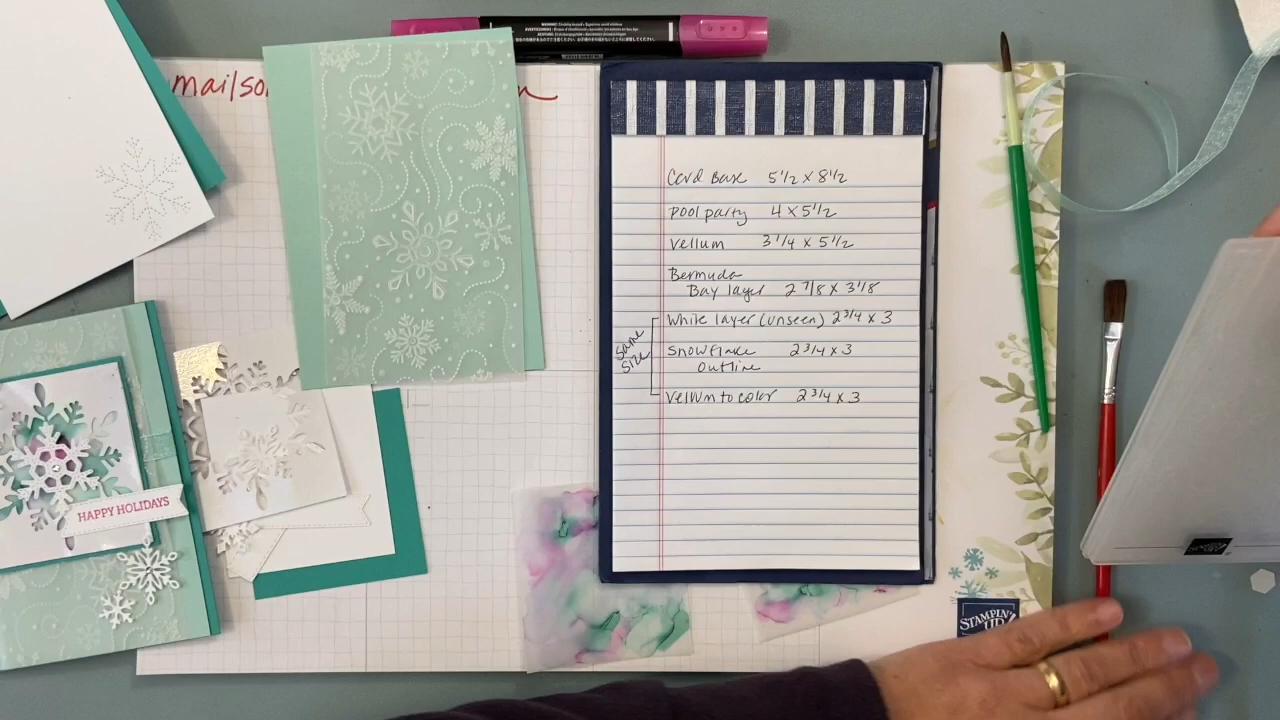 Card Base 5 1/2 x 8 1/2
pool party 4 x 5 1/2
Vellum 3 1/4 x 5 1/2
Bermuda
Bay layer 2 7/8 x 3 1/8
White layer (unseen) 2 3/4 x 3
same size
Snowflake 2 3/4 x 3
outline
Vellum to color 2 3/4 x 3
HAPPY HOLIDAYS
STAMPIN' UP!